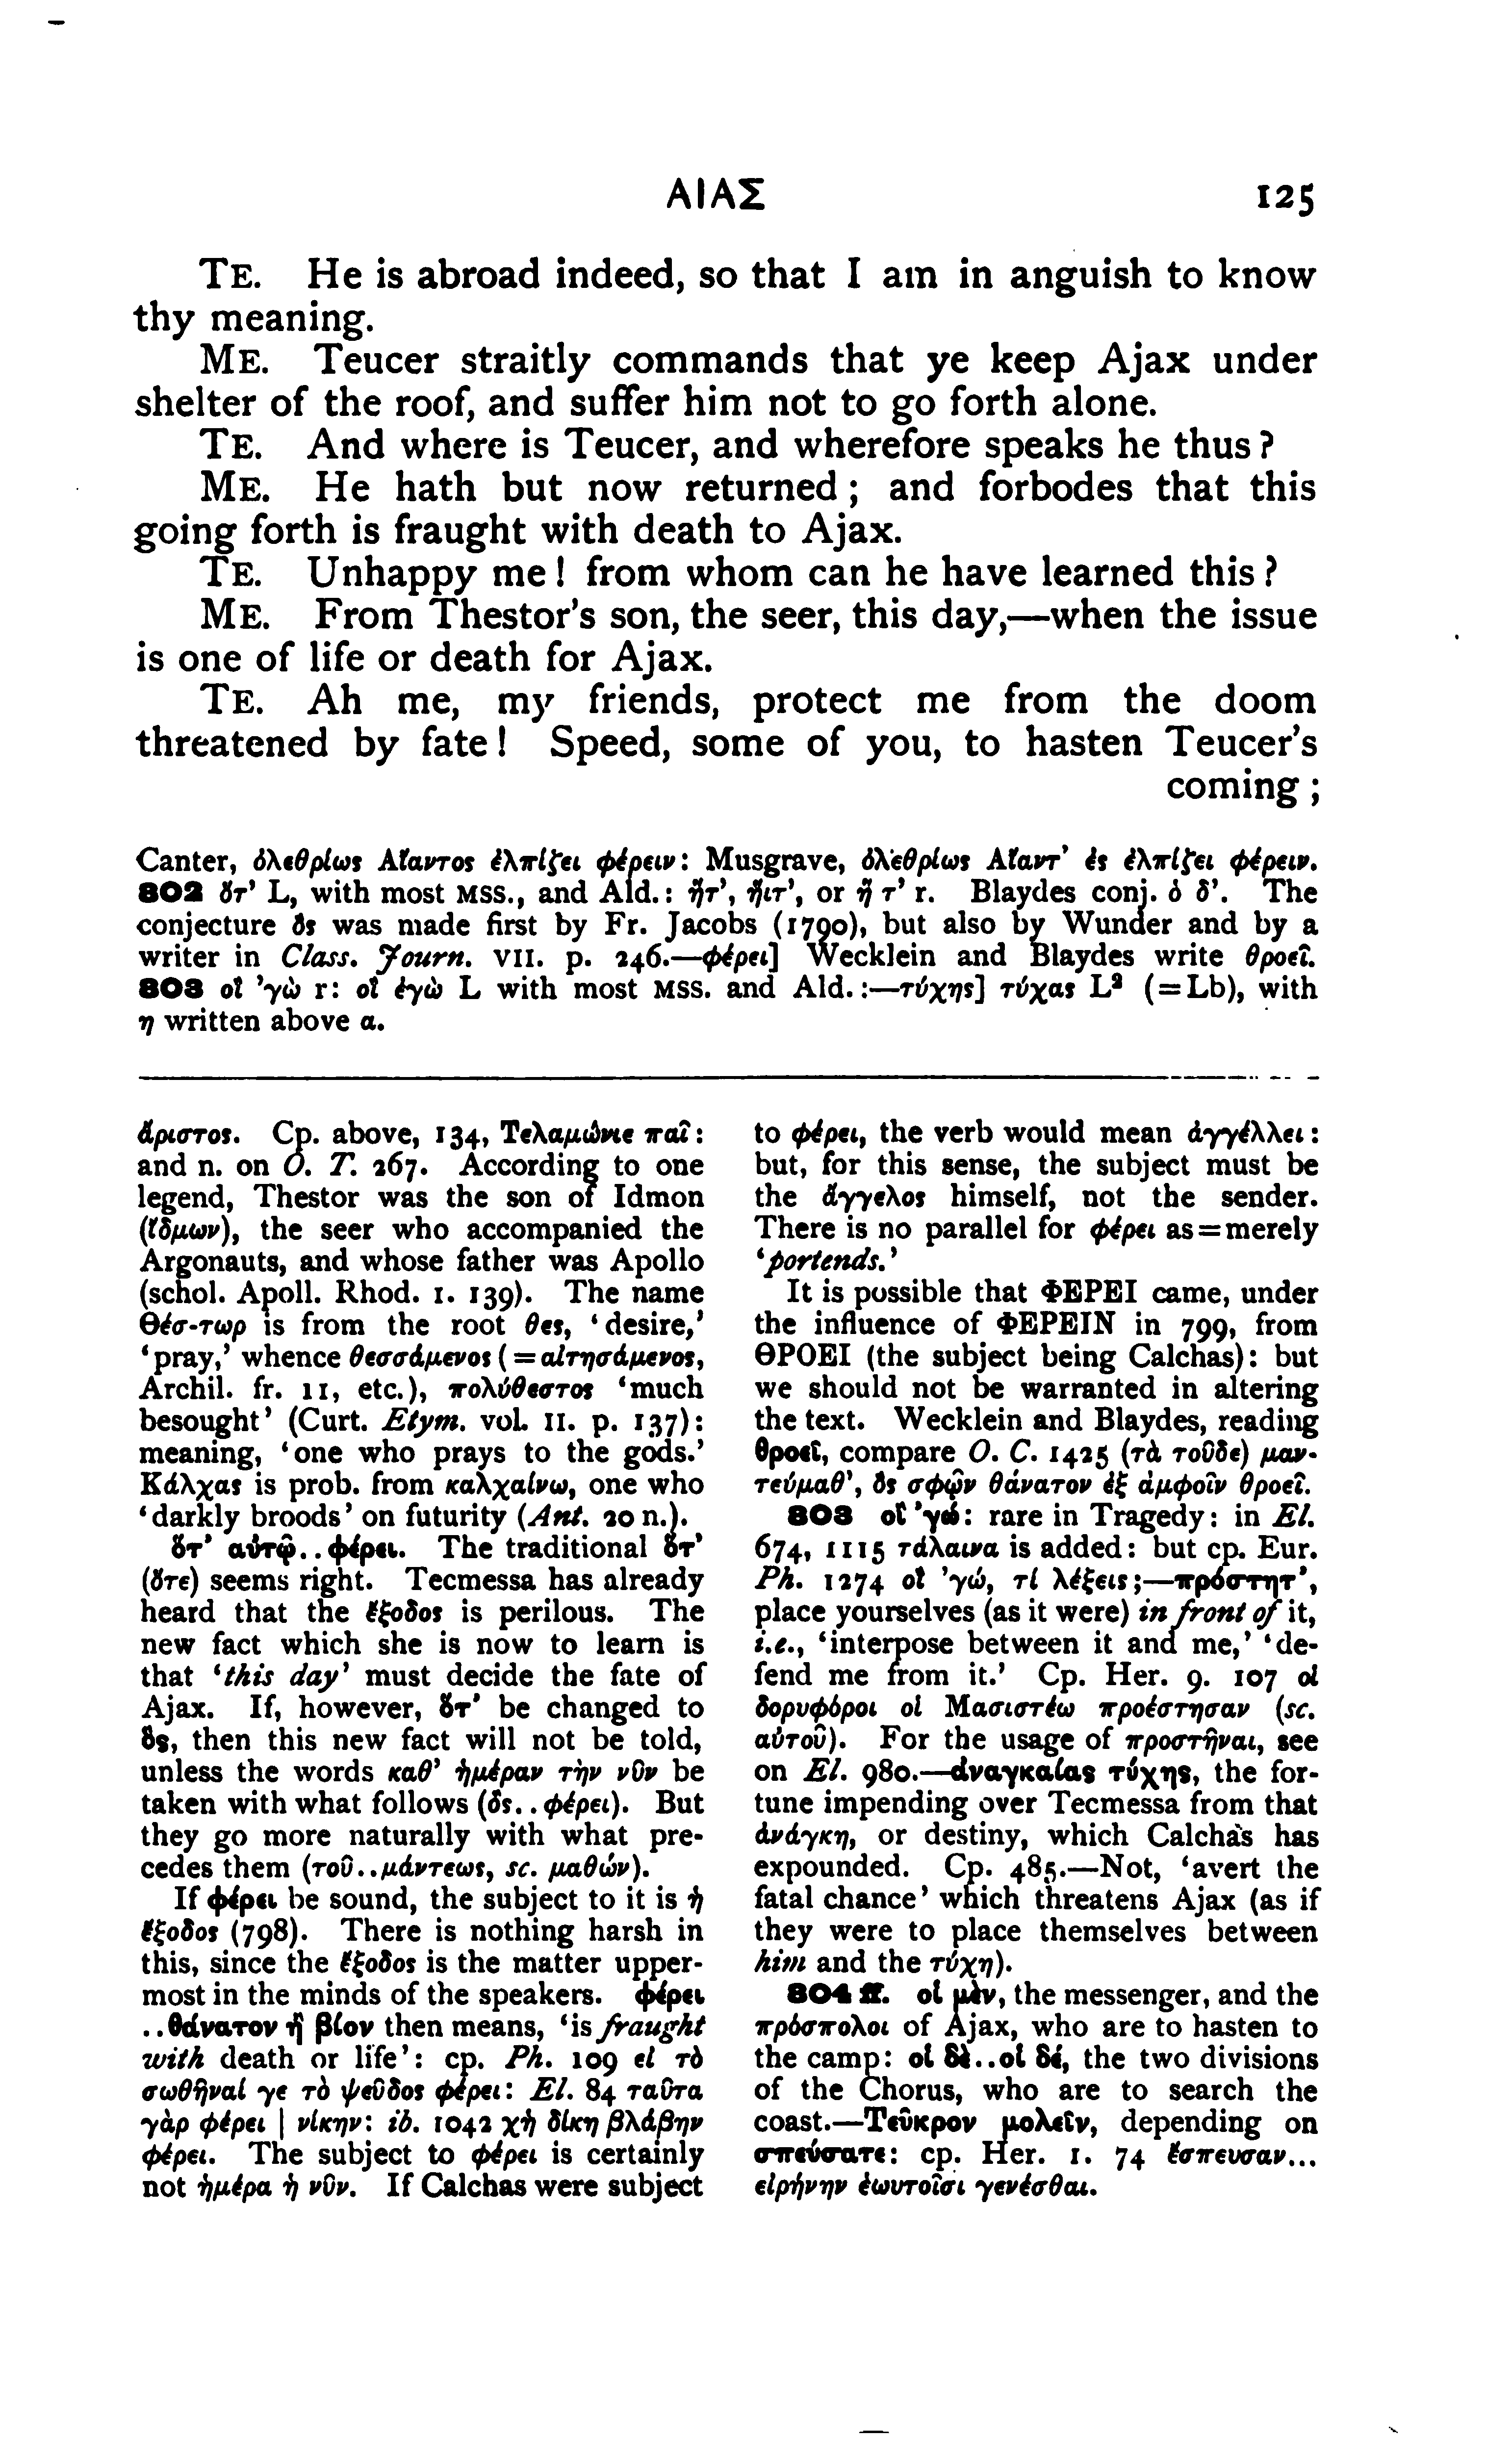 ΑΙΑΣ 125
TE. He is abroad indeed, so that I am in anguish to know
thy meaning.
ME. Teucer straitly commands that ye keep Ajax under
shelter of the roof, and suffer him not to go forth alone.
TE. And where is Teucer, and wherefore speaks he thus?
ME. He hath but now returned; and forbodes that this
going forth is fraught with death to Ajax.
TE. Unhappy me! from whom can he have learned this?
ME. From Thestor's son, the seer, this day,—when the issue
is one of life or death for Ajax.
TE. Ah me, my friends, protect me from the doom
threatened by fate! Speed, some of you, to hasten Teucer's
coming;
Canter, ὀλεθρίως Αἴαντος ἐλπίζει φέρειν: Musgrave, ὀλεθρίως Αἴαντ' ἐς ἐλπίζει φέρειν.
802 ὅτ' L, with most MSS., and Ald.: ἥτ', ἥιτ', or ἤ τ' r. Blaydes conj. ὁ δ'. The
conjecture ὃς was made first by Fr. Jacobs (1790), but also by Wunder and by a
writer in Class. Journ. VII. p. 246.—φέρει] Wecklein and Blaydes write θροεῖ.
803 οἲ 'γὼ r: οἲ ἐγὼ L with most MSS. and Ald.:—τύχης] τύχας L² (=Lb), with
η written above α.
ἄριστος. Cp. above, 134, Τελαμώνιε παῖ:
and n. on O. T. 267. According to one
legend, Thestor was the son of Idmon
(ἴδμων), the seer who accompanied the
Argonauts, and whose father was Apollo
(schol. Apoll. Rhod. 1. 139). The name
Θέσ-τωρ is from the root θες, 'desire,'
'pray,' whence θεσσάμενος (=αἰτησάμενος,
Archil. fr. 11, etc.), πολύθεστος 'much
besought' (Curt. Etym. vol. II. p. 137):
meaning, 'one who prays to the gods.'
Κάλχας is prob. from καλχαίνω, one who
'darkly broods' on futurity (Ant. 20 n.).
ὅτ' αὐτῷ..φέρει. The traditional ὅτ'
(ὅτε) seems right. Tecmessa has already
heard that the ἔξοδος is perilous. The
new fact which she is now to learn is
that 'this day' must decide the fate of
Ajax. If, however, ὅτ' be changed to
ὃς, then this new fact will not be told,
unless the words καθ' ἡμέραν τὴν νῦν be
taken with what follows (ὃς..φέρει). But
they go more naturally with what pre-
cedes them (τοῦ..μάντεως, sc. μαθών).
If φέρει be sound, the subject to it is ἡ
ἔξοδος (798). There is nothing harsh in
this, since the ἔξοδος is the matter upper-
most in the minds of the speakers. φέρει
..θάνατον ἢ βίον then means, 'is fraught
with death or life': cp. Ph. 109 εἰ τὸ
σωθῆναί γε τὸ ψεῦδος φέρει: El. 84 ταῦτα
γὰρ φέρει | νίκην: ib. 1042 χἠ δίκη βλάβην
φέρει. The subject to φέρει is certainly
not ἡμέρα ἡ νῦν. If Calchas were subject
to φέρει, the verb would mean ἀγγέλλει:
but, for this sense, the subject must be
the ἄγγελος himself, not the sender.
There is no parallel for φέρει as=merely
'portends.'
It is possible that ΦΕΡΕΙ came, under
the influence of ΦΕΡΕΙΝ in 799, from
ΘΡΟΕΙ (the subject being Calchas): but
we should not be warranted in altering
the text. Wecklein and Blaydes, reading
θροεῖ, compare O. C. 1425 (τὰ τοῦδε) μαν-
τεύμαθ', ὃς σφῷν θάνατον ἐξ ἀμφοῖν θροεῖ.
803 οἲ 'γώ: rare in Tragedy: in El.
674, 1115 τάλαινα is added: but cp. Eur.
Ph. 1274 οἲ 'γώ, τί λέξεις;—πρόστητ',
place yourselves (as it were) in front of it,
i.e., 'interpose between it and me,' 'de-
fend me from it.' Cp. Her. 9. 107 οἱ
δορυφόροι οἱ Μασιστέω προέστησαν (sc.
αὐτοῦ). For the usage of προστῆναι, see
on El. 980.—ἀναγκαίας τύχης, the for-
tune impending over Tecmessa from that
ἀνάγκη, or destiny, which Calchas has
expounded. Cp. 485.—Not, 'avert the
fatal chance' which threatens Ajax (as if
they were to place themselves between
him and the τύχη).
804 ff. οἱ μὲν, the messenger, and the
πρόσπολοι of Ajax, who are to hasten to
the camp: οἱ δὲ..οἱ δέ, the two divisions
of the Chorus, who are to search the
coast.—Τεῦκρον μολεῖν, depending on
σπεύσατε: cp. Her. 1. 74 ἔσπευσαν...
εἰρήνην ἑωυτοῖσι γενέσθαι.